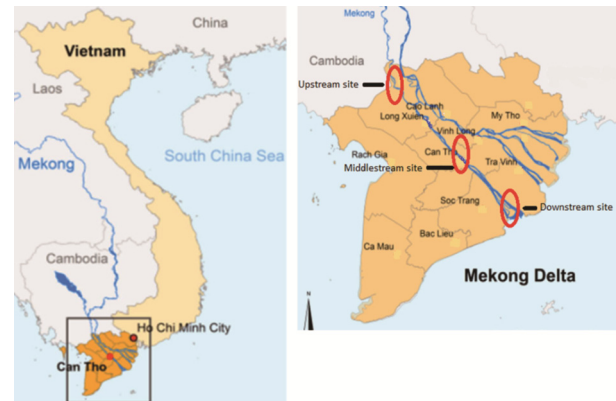 China
Vietnam
Laos
Mekong
South China Sea
Cambodia
Ho Chi Minh City
Can Tho
Mekong
Cambodia
Upstream site
Cao Lanh
Long Xuien
My Tho
Vinh Long
Can Tho
Rach Gia
Middlestream site
Tra Vinh
Soc Trang
Downstream site
Bac Lieu
Ca Mau
Mekong Delta
N